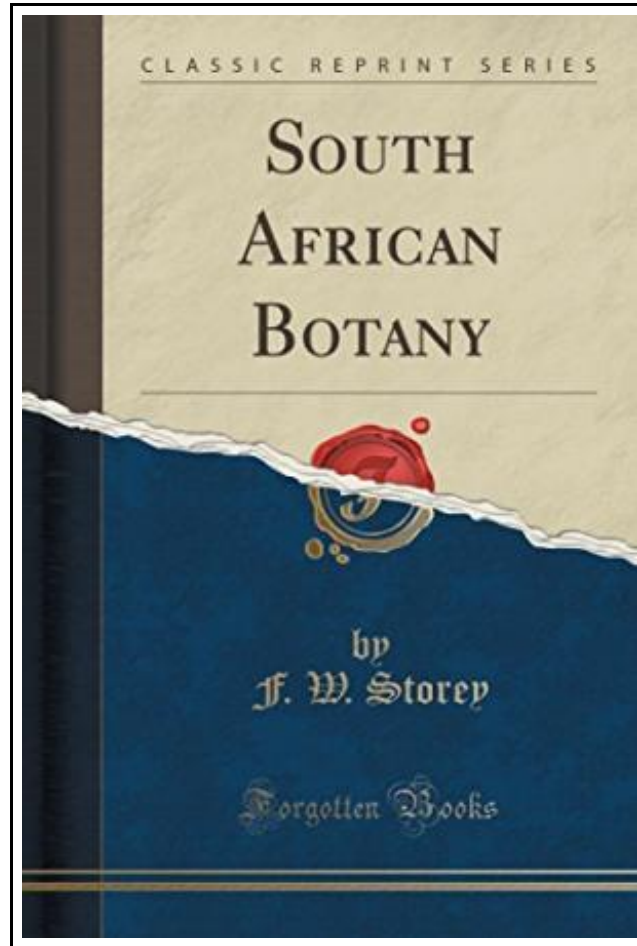 CLASSIC REPRINT SERIES
SOUTH
AFRICAN
BOTANY
by
F. W. Storey
Forgotten Books